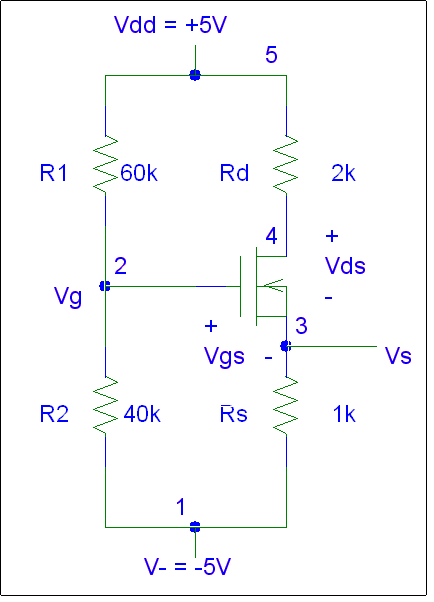 Vdd = +5V
5
R1 60k Rd 2k
4 +
2 Vds
Vg -
+ 3
Vgs - Vs
R2 40k Rs 1k
1
V- = -5V